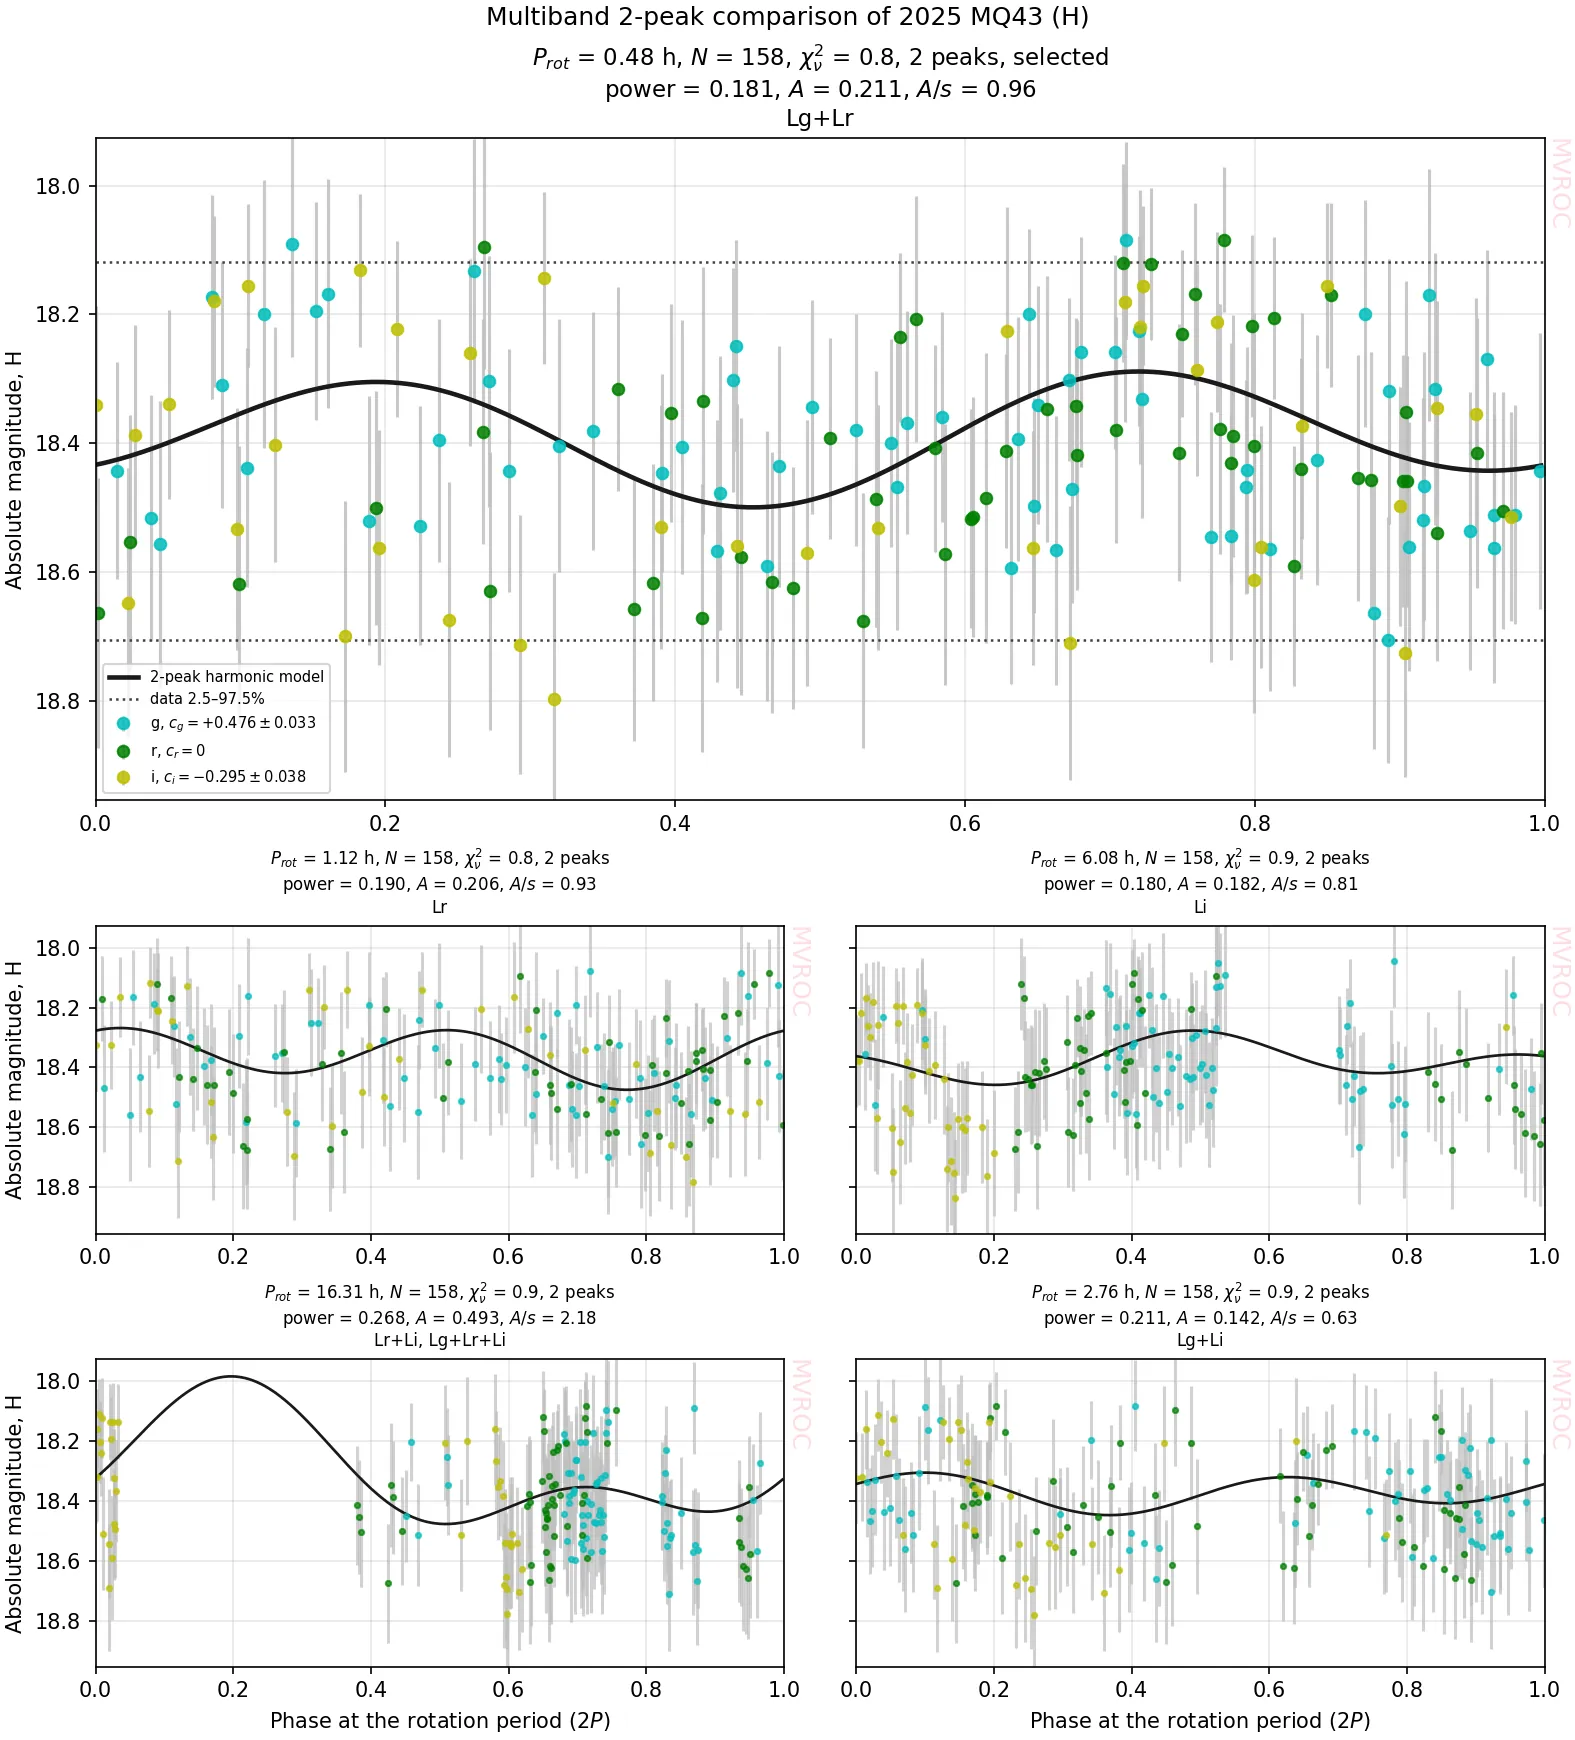 Multiband 2-peak comparison of 2025 MQ43 (H)
P_rot = 0.48 h, N = 158, χ²_ν = 0.8, 2 peaks, selected
power = 0.181, A = 0.211, A/s = 0.96
Lg+Lr
MVROC
Absolute magnitude, H
18.0
18.2
18.4
18.6
18.8
2-peak harmonic model
data 2.5–97.5%
g, c_g = +0.476 ± 0.033
r, c_r = 0
i, c_i = −0.295 ± 0.038
0.0 0.2 0.4 0.6 0.8 1.0
P_rot = 1.12 h, N = 158, χ²_ν = 0.8, 2 peaks
power = 0.190, A = 0.206, A/s = 0.93
Lr
MVROC
Absolute magnitude, H
18.0
18.2
18.4
18.6
18.8
0.0 0.2 0.4 0.6 0.8 1.0
P_rot = 6.08 h, N = 158, χ²_ν = 0.9, 2 peaks
power = 0.180, A = 0.182, A/s = 0.81
Li
MVROC
0.0 0.2 0.4 0.6 0.8 1.0
P_rot = 16.31 h, N = 158, χ²_ν = 0.9, 2 peaks
power = 0.268, A = 0.493, A/s = 2.18
Lr+Li, Lg+Lr+Li
MVROC
Absolute magnitude, H
18.0
18.2
18.4
18.6
18.8
0.0 0.2 0.4 0.6 0.8 1.0
Phase at the rotation period (2P)
P_rot = 2.76 h, N = 158, χ²_ν = 0.9, 2 peaks
power = 0.211, A = 0.142, A/s = 0.63
Lg+Li
MVROC
0.0 0.2 0.4 0.6 0.8 1.0
Phase at the rotation period (2P)